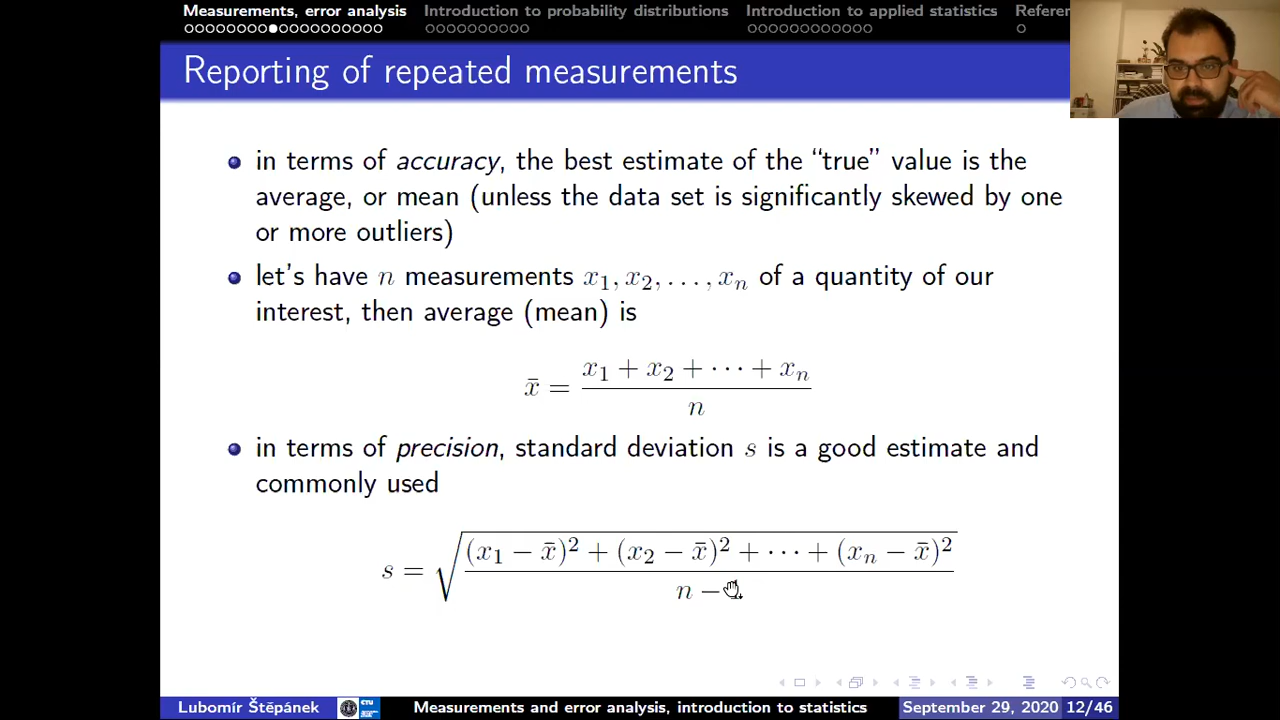 Measurements, error analysis Introduction to probability distributions Introduction to applied statistics Refer
Reporting of repeated measurements
in terms of accuracy, the best estimate of the “true” value is the
average, or mean (unless the data set is significantly skewed by one
or more outliers)
let's have n measurements x₁, x₂, . . . , xₙ of a quantity of our
interest, then average (mean) is
x̄ = (x₁ + x₂ + · · · + xₙ) / n
in terms of precision, standard deviation s is a good estimate and
commonly used
s = √((x₁ − x̄)² + (x₂ − x̄)² + · · · + (xₙ − x̄)²) / (n −
Lubomír Štěpánek CTU Measurements and error analysis, introduction to statistics September 29, 2020 12/46